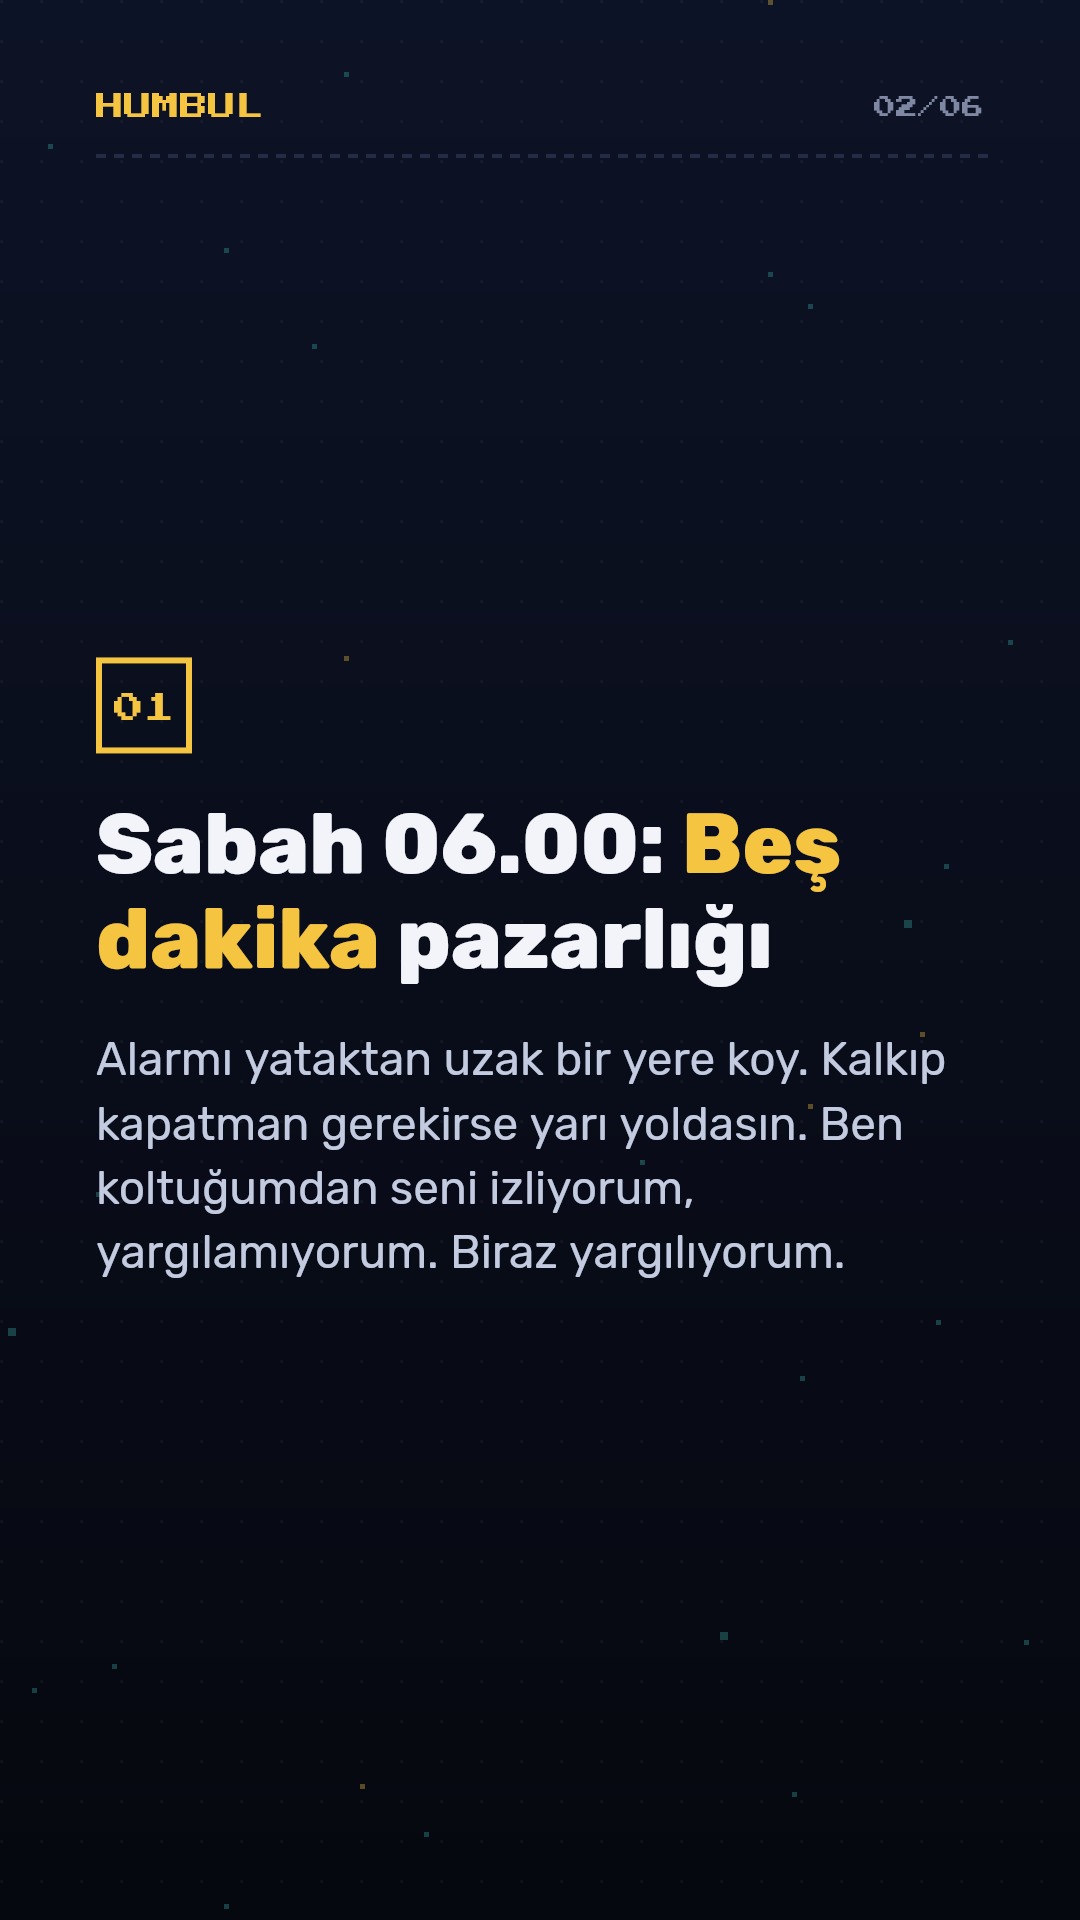 HUMBUL
02/06
01
Sabah 06.00: Beş
dakika pazarlığı
Alarmı yataktan uzak bir yere koy. Kalkıp
kapatman gerekirse yarı yoldasın. Ben
koltuğumdan seni izliyorum,
yargılamıyorum. Biraz yargılıyorum.